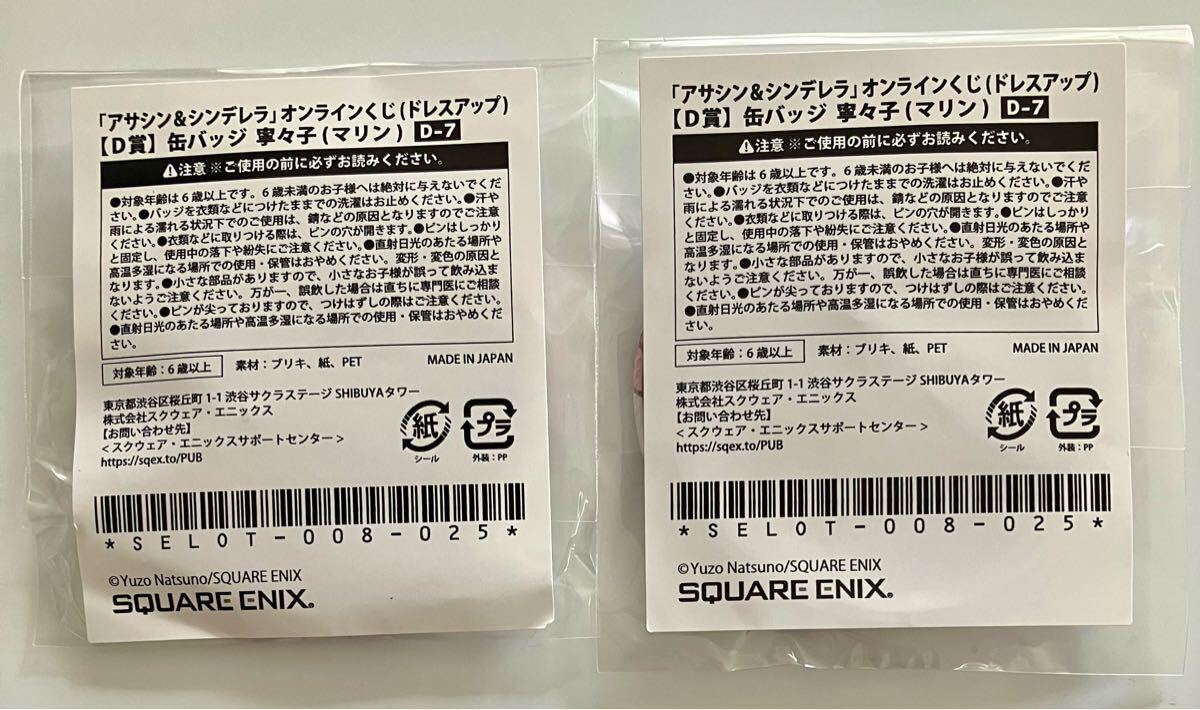 「アサシン&シンデレラ」オンラインくじ(ドレスアップ)
【D賞】缶バッジ 寧々子(マリン) D-7
⚠注意 ※ご使用の前に必ずお読みください。
●対象年齢は6歳以上です。6歳未満のお子様へは絶対に与えないでくだ
さい。●バッジを衣類などにつけたままでの洗濯はお止めください。●汗や
雨による濡れる状況下でのご使用は、錆などの原因となりますのでご注意
ください。●衣類などに取りつける際は、ピンの穴が開きます。●ピンはしっかり
と固定し、使用中の落下や紛失にご注意ください。●直射日光のあたる場所や
高温多湿になる場所での使用・保管はおやめください。変形・変色の原因と
なります。●小さな部品がありますので、小さなお子様が誤って飲み込ま
ないようご注意ください。万が一、誤飲した場合は直ちに専門医にご相談
ください。●ピンが尖っておりますので、つけはずしの際はご注意ください。
●直射日光のあたる場所や高温多湿になる場所での使用・保管はおやめくだ
さい。
対象年齢:6歳以上 素材:ブリキ、紙、PET MADE IN JAPAN
東京都渋谷区桜丘町1-1 渋谷サクラステージ SHIBUYAタワー
株式会社スクウェア・エニックス
【お問い合わせ先】
<スクウェア・エニックスサポートセンター>
https://sqex.to/PUB
紙 プラ
シール 外装:PP
*SELOT-008-025*
©Yuzo Natsuno/SQUARE ENIX
SQUARE ENIX®
「アサシン&シンデレラ」オンラインくじ(ドレスアップ)
【D賞】缶バッジ 寧々子(マリン) D-7
⚠注意 ※ご使用の前に必ずお読みください。
●対象年齢は6歳以上です。6歳未満のお子様へは絶対に与えないでくだ
さい。●バッジを衣類などにつけたままでの洗濯はお止めください。●汗や
雨による濡れる状況下でのご使用は、錆などの原因となりますのでご注意
ください。●衣類などに取りつける際は、ピンの穴が開きます。●ピンはしっかり
と固定し、使用中の落下や紛失にご注意ください。●直射日光のあたる場所や
高温多湿になる場所での使用・保管はおやめください。変形・変色の原因と
なります。●小さな部品がありますので、小さなお子様が誤って飲み込ま
ないようご注意ください。万が一、誤飲した場合は直ちに専門医にご相談
ください。●ピンが尖っておりますので、つけはずしの際はご注意ください。
●直射日光のあたる場所や高温多湿になる場所での使用・保管はおやめくだ
さい。
対象年齢:6歳以上 素材:ブリキ、紙、PET MADE IN JAPAN
東京都渋谷区桜丘町1-1 渋谷サクラステージ SHIBUYAタワー
株式会社スクウェア・エニックス
【お問い合わせ先】
<スクウェア・エニックスサポートセンター>
https://sqex.to/PUB
紙 プラ
シール 外装:PP
*SELOT-008-025*
©Yuzo Natsuno/SQUARE ENIX
SQUARE ENIX®